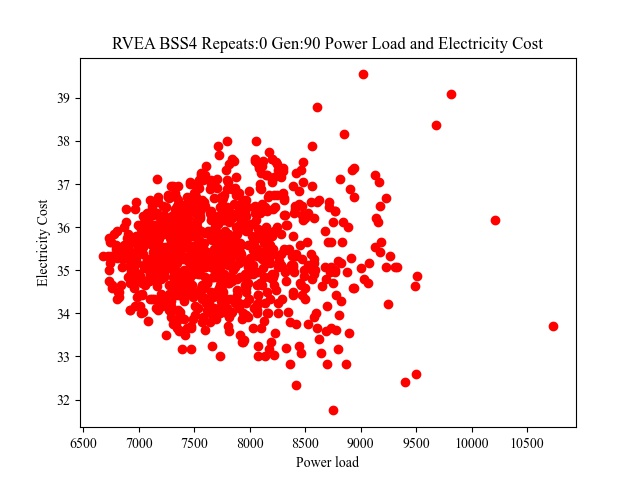 RVEA BSS4 Repeats:0 Gen:90 Power Load and Electricity Cost
39
38
37
36
35
34
33
32
Electricity Cost
6500 7000 7500 8000 8500 9000 9500 10000 10500
Power load